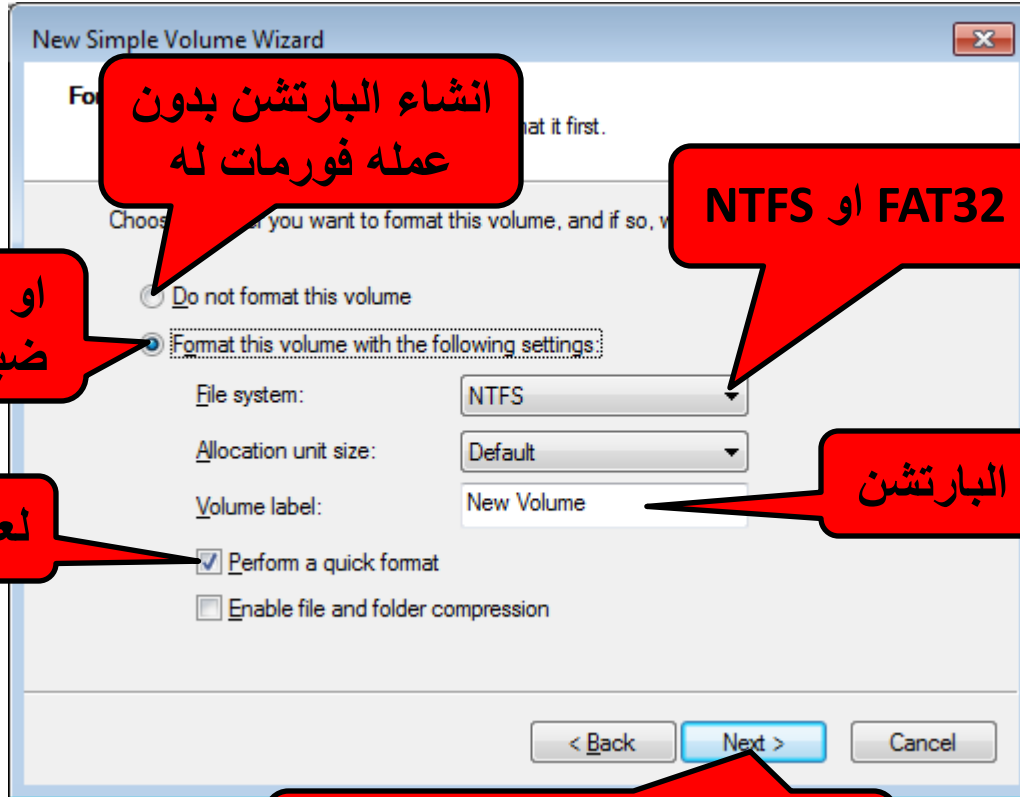 New Simple Volume Wizard
انشاء البارتشن بدون
عمله فورمات له
hat it first.
FAT32 او NTFS
you want to format this volume, and if so,
او
Do not format this volume
Format this volume with the following settings:
File system:
NTFS
Allocation unit size:
Default
البارتشن
Volume label:
New Volume
Perform a quick format
Enable file and folder compression
< Back
Next >
Cancel